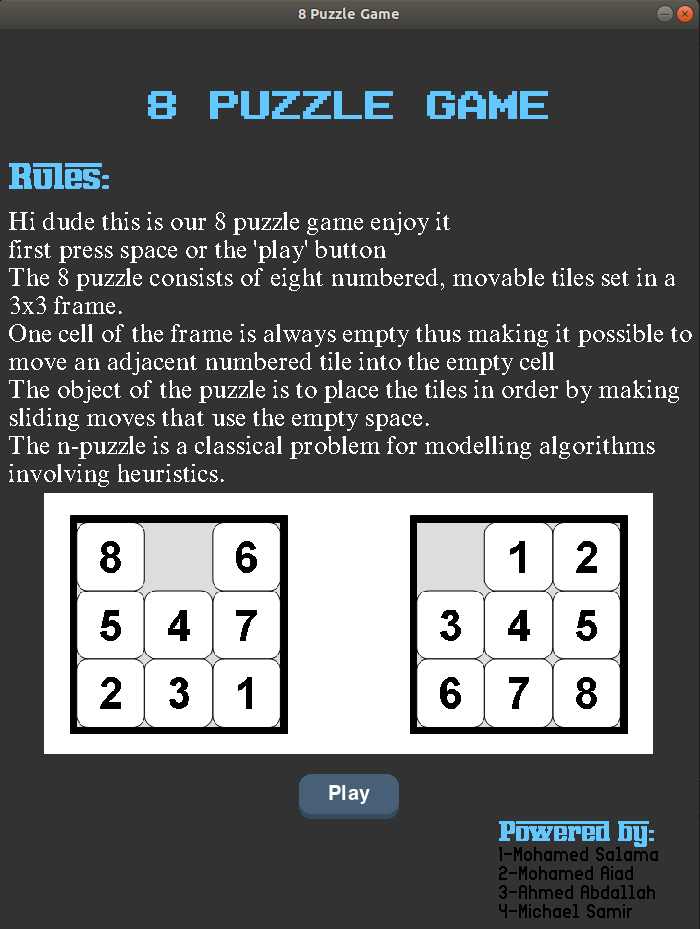 8 Puzzle Game
8 PUZZLE GAME
Rules:
Hi dude this is our 8 puzzle game enjoy it
first press space or the 'play' button
The 8 puzzle consists of eight numbered, movable tiles set in a
3x3 frame.
One cell of the frame is always empty thus making it possible to
move an adjacent numbered tile into the empty cell
The object of the puzzle is to place the tiles in order by making
sliding moves that use the empty space.
The n-puzzle is a classical problem for modelling algorithms
involving heuristics.
8 6
5 4 7
2 3 1
1 2
3 4 5
6 7 8
Play
Powered by:
1-Mohamed Salama
2-Mohamed Aiad
3-Ahmed Abdallah
4-Michael Samir